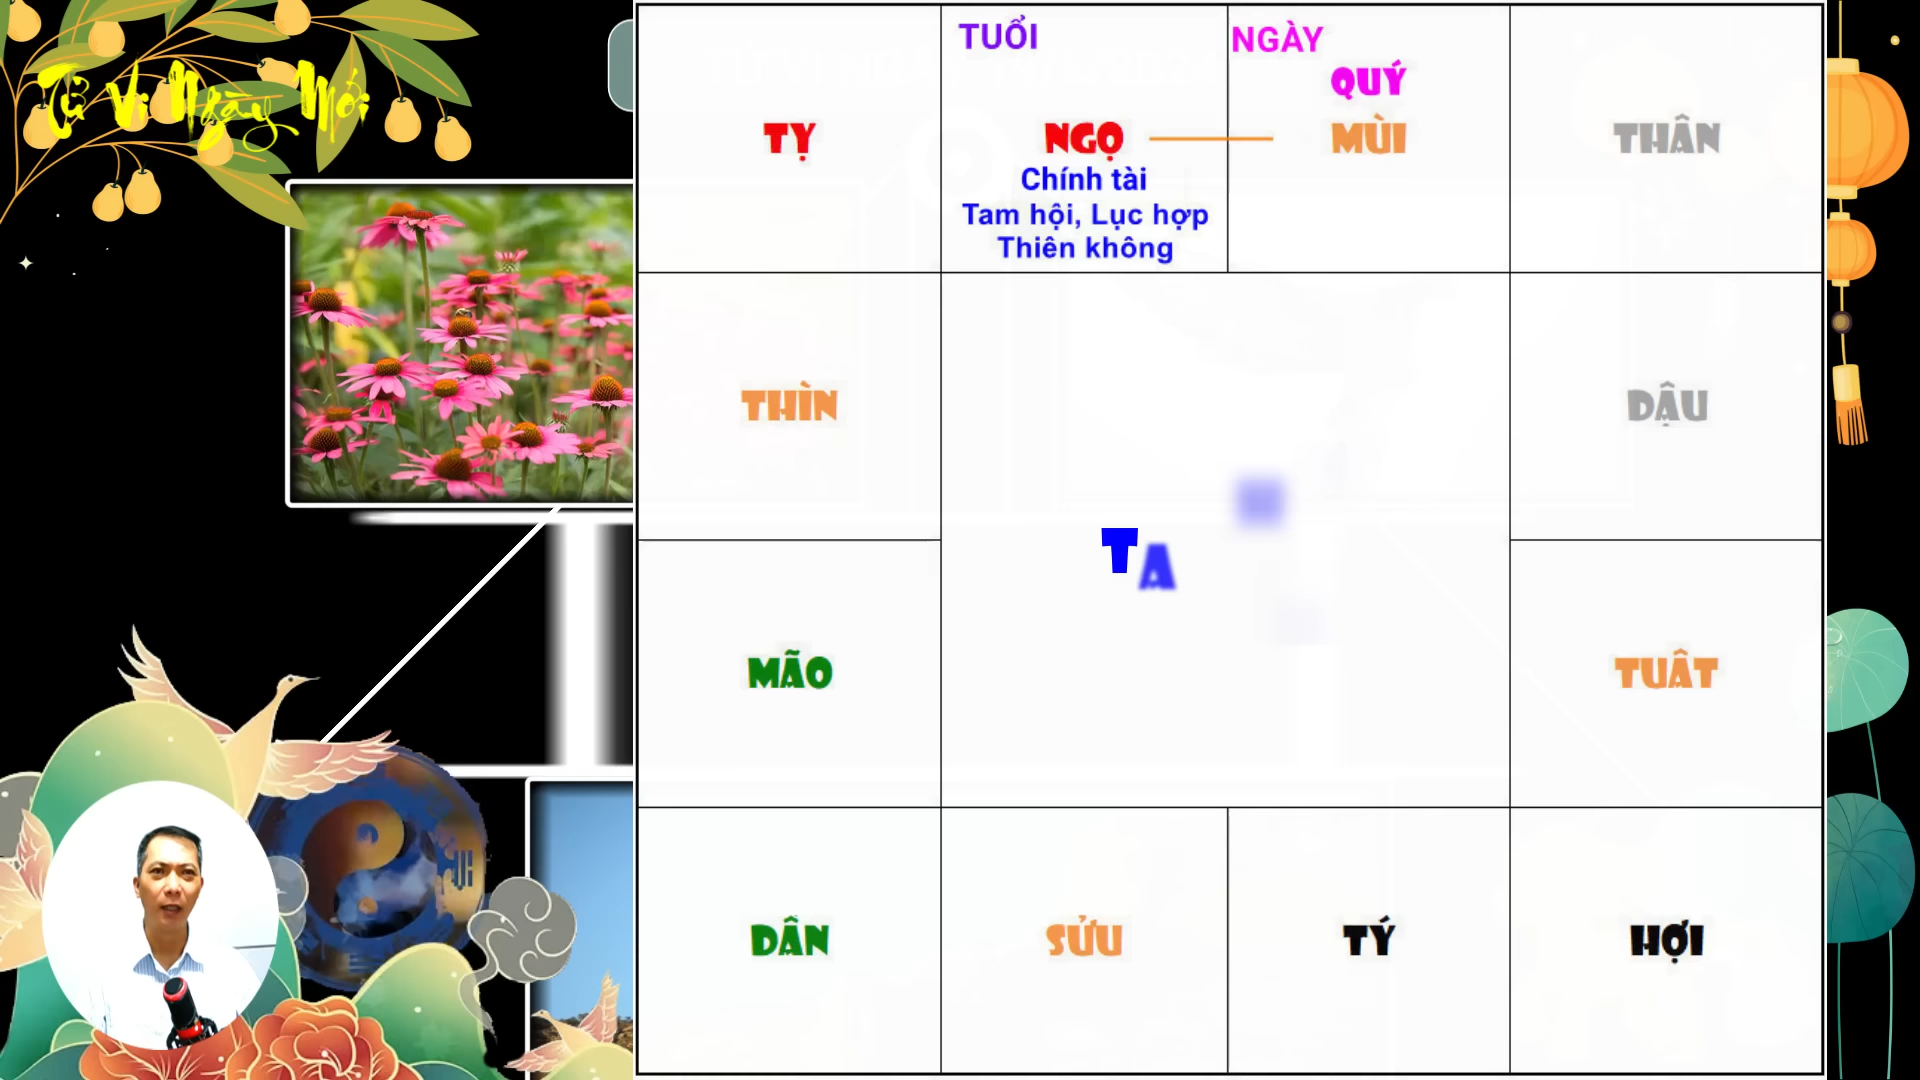 Tử Vi Ngày Mới
TUỔI
NGÀY
QUÝ
TỴ
NGỌ
MÙI
THÂN
Chính tài
Tam hội, Lục hợp
Thiên không
THÌN
DẬU
TA
MÃO
TUẤT
DẦN
SỬU
TÝ
HỢI